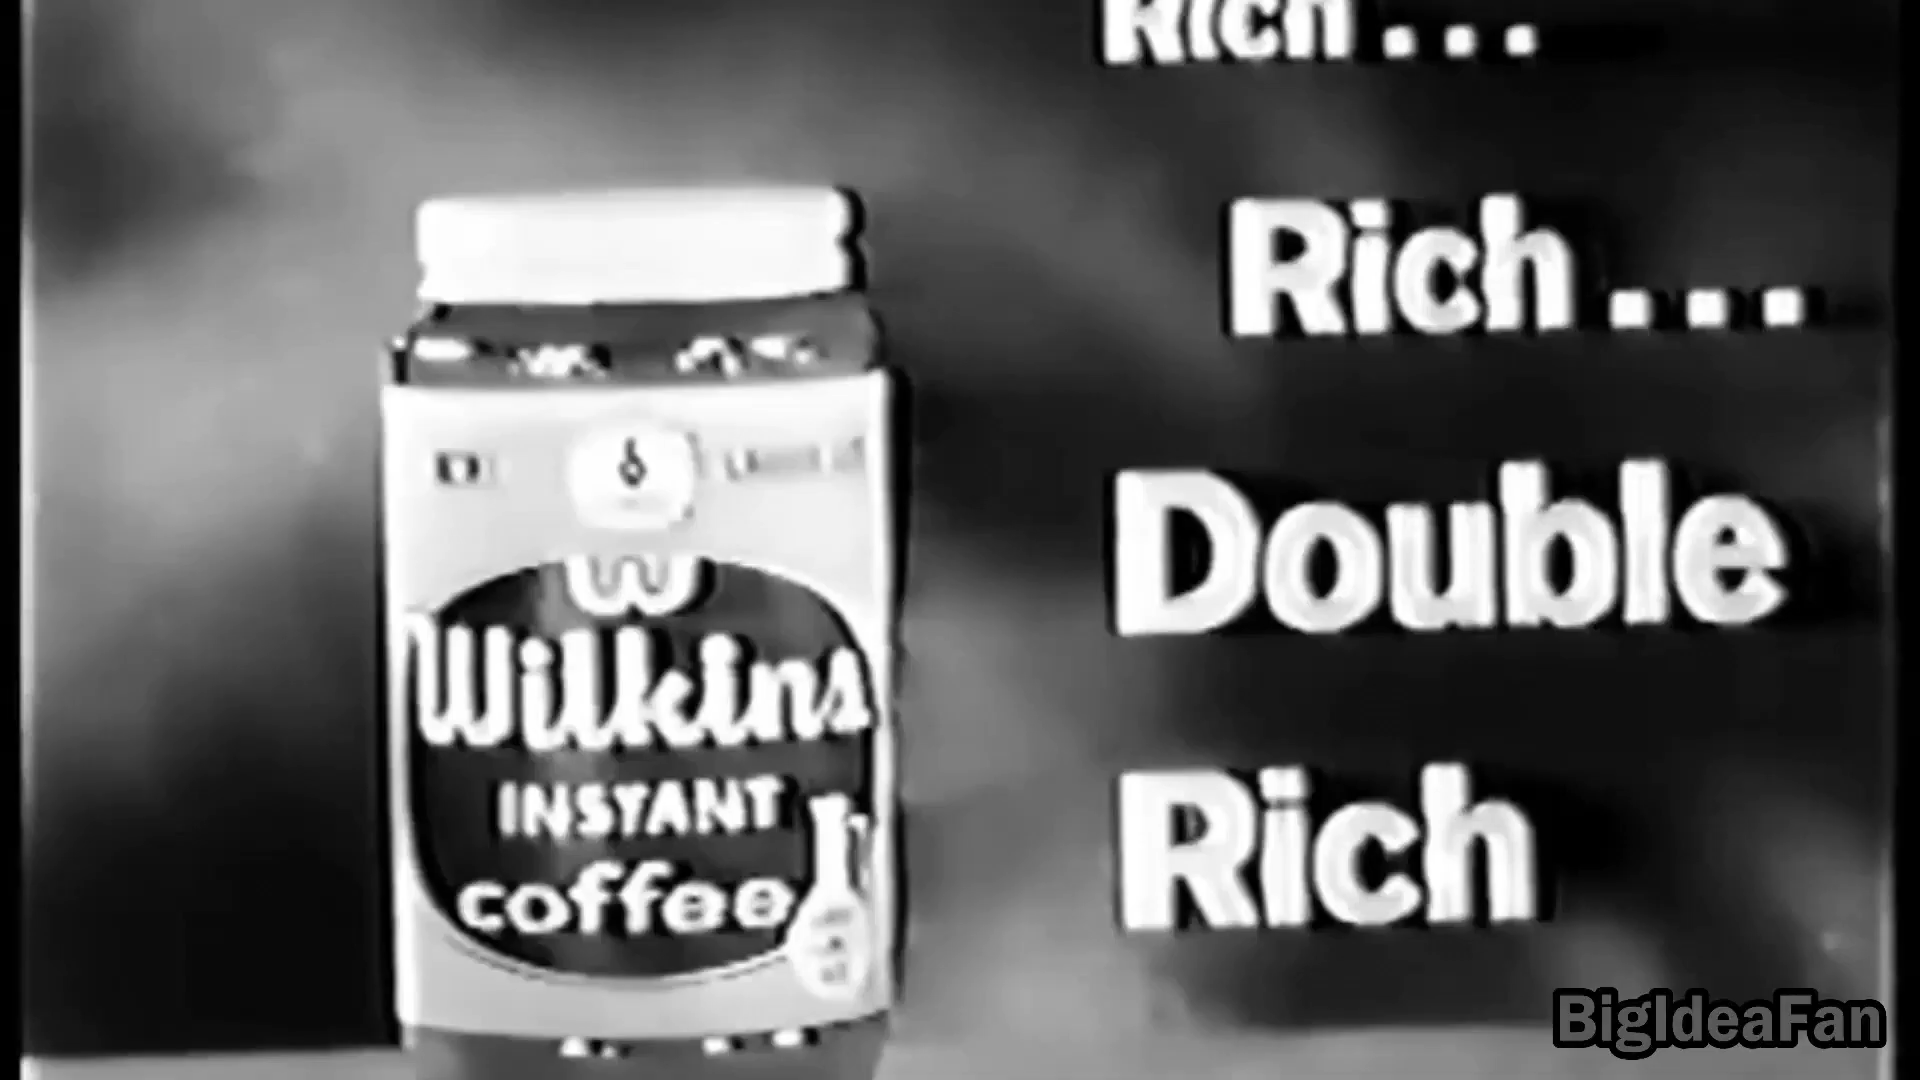 Rich...
Rich...
Double
Rich
W
Wilkins
INSTANT
coffee
BigIdeaFan